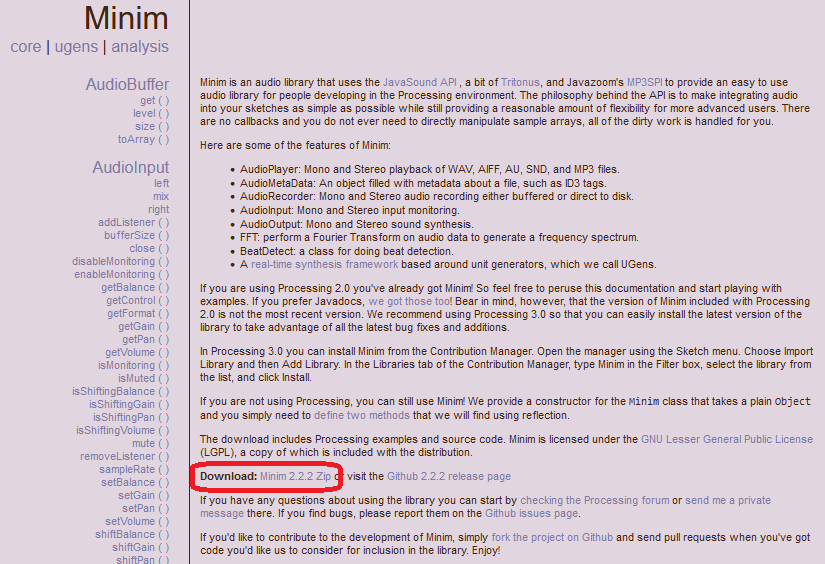 Minim
core | ugens | analysis
AudioBuffer
get ( )
level ( )
size ( )
toArray ( )
AudioInput
left
mix
right
addListener ( )
bufferSize ( )
close ( )
disableMonitoring ( )
enableMonitoring ( )
getBalance ( )
getControl ( )
getFormat ( )
getGain ( )
getPan ( )
getVolume ( )
isMonitoring ( )
isMuted ( )
isShiftingBalance ( )
isShiftingGain ( )
isShiftingPan ( )
isShiftingVolume ( )
mute ( )
removeListener ( )
sampleRate ( )
setBalance ( )
setGain ( )
setPan ( )
setVolume ( )
shiftBalance ( )
shiftGain ( )
shiftPan ( )
Minim is an audio library that uses the JavaSound API , a bit of Tritonus, and Javazoom's MP3SPI to provide an easy to use
audio library for people developing in the Processing environment. The philosophy behind the API is to make integrating audio
into your sketches as simple as possible while still providing a reasonable amount of flexibility for more advanced users. There
are no callbacks and you do not ever need to directly manipulate sample arrays, all of the dirty work is handled for you.
Here are some of the features of Minim:
• AudioPlayer: Mono and Stereo playback of WAV, AIFF, AU, SND, and MP3 files.
• AudioMetaData: An object filled with metadata about a file, such as ID3 tags.
• AudioRecorder: Mono and Stereo audio recording either buffered or direct to disk.
• AudioInput: Mono and Stereo input monitoring.
• AudioOutput: Mono and Stereo sound synthesis.
• FFT: perform a Fourier Transform on audio data to generate a frequency spectrum.
• BeatDetect: a class for doing beat detection.
• A real-time synthesis framework based around unit generators, which we call UGens.
If you are using Processing 2.0 you've already got Minim! So feel free to peruse this documentation and start playing with
examples. If you prefer Javadocs, we got those too! Bear in mind, however, that the version of Minim included with Processing
2.0 is not the most recent version. We recommend using Processing 3.0 so that you can easily install the latest version of the
library to take advantage of all the latest bug fixes and additions.
In Processing 3.0 you can install Minim from the Contribution Manager. Open the manager using the Sketch menu. Choose Import
Library and then Add Library. In the Libraries tab of the Contribution Manager, type Minim in the Filter box, select the library from
the list, and click Install.
If you are not using Processing, you can still use Minim! We provide a constructor for the Minim class that takes a plain Object
and you simply need to define two methods that we will find using reflection.
The download includes Processing examples and source code. Minim is licensed under the GNU Lesser General Public License
(LGPL), a copy of which is included with the distribution.
Download: Minim 2.2.2 Zip or visit the Github 2.2.2 release page
If you have any questions about using the library you can start by checking the Processing forum or send me a private
message there. If you find bugs, please report them on the Github issues page.
If you'd like to contribute to the development of Minim, simply fork the project on Github and send pull requests when you've got
code you'd like us to consider for inclusion in the library. Enjoy!